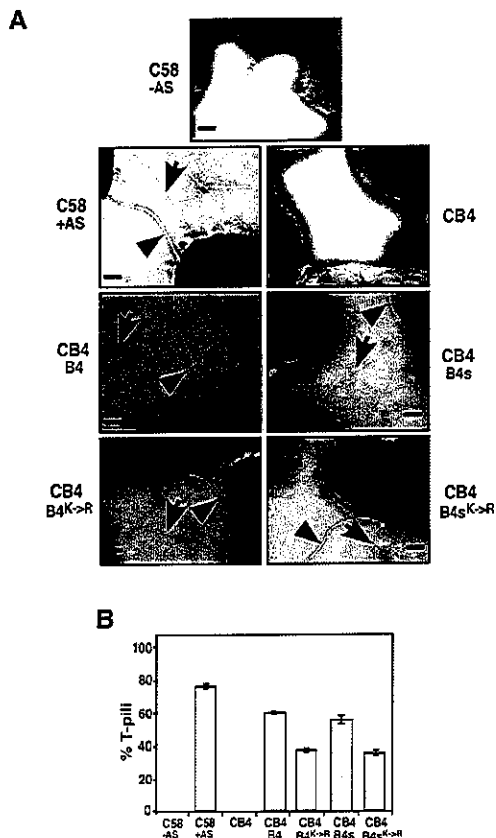 A
C58
-AS
C58
+AS
CB4
CB4
B4
CB4
B4s
CB4
B4K->R
CB4
B4sK->R
B
% T-pili
100
80
60
40
20
0
C58
-AS
C58
+AS
CB4
CB4
B4
CB4
B4K->R
CB4
B4s
CB4
B4sK->R